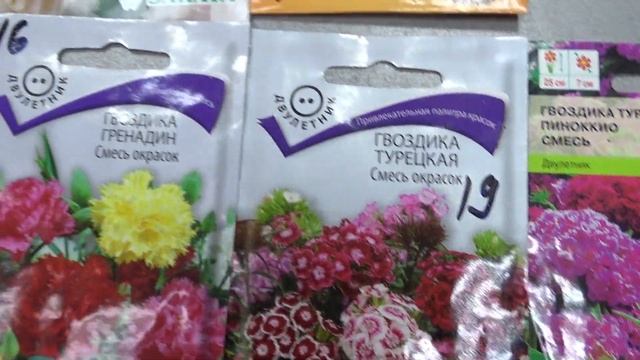 16
ДВУЛЕТНИК
ГВОЗДИКА
ГРЕНАДИН
Смесь окрасок
ДВУЛЕТНИК
Привлекательная палитра красок
ГВОЗДИКА
ТУРЕЦКАЯ
Смесь окрасок
19
25 см
7 см
ГВОЗДИКА ТУР
ПИНОККИО
СМЕСЬ
Двулетник